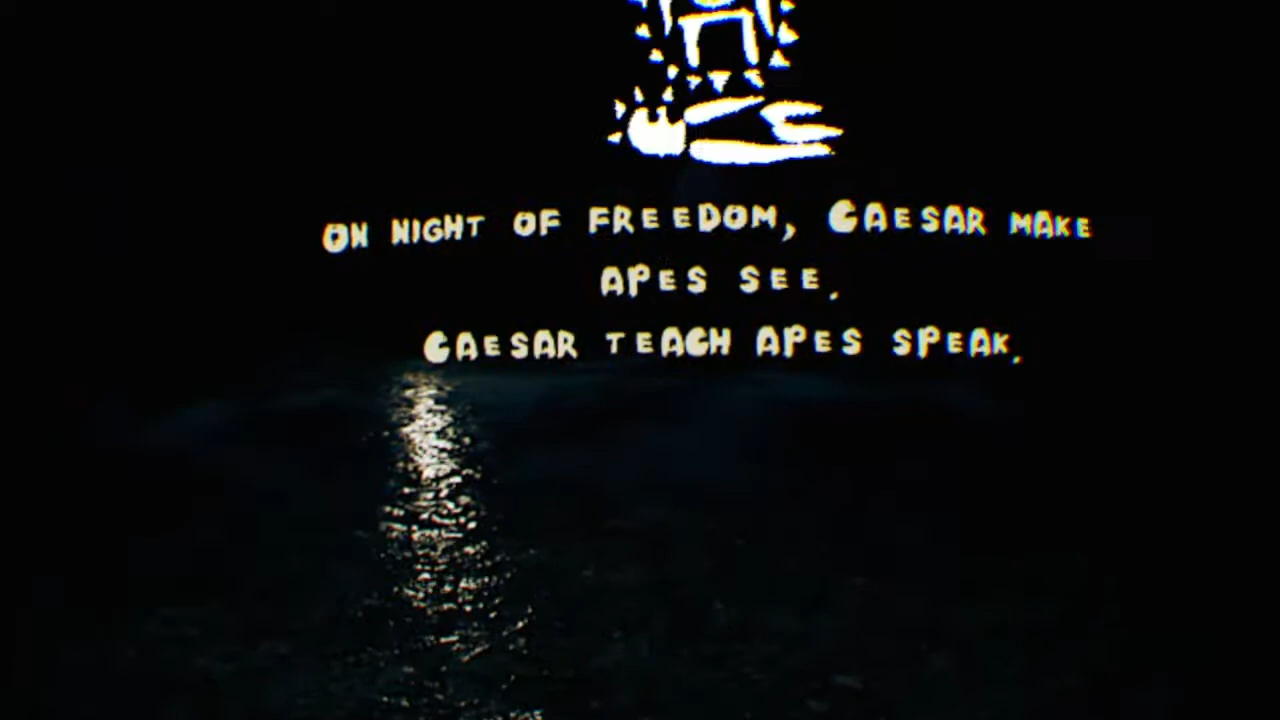 ON NIGHT OF FREEDOM, CAESAR MAKE
APES SEE.
CAESAR TEACH APES SPEAK.